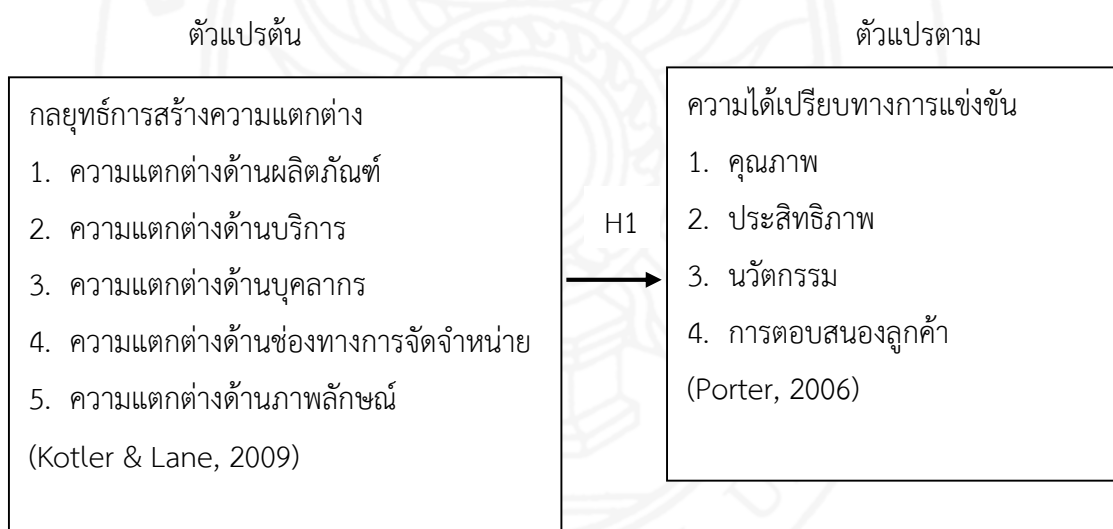 ตัวแปรต้น
กลยุทธ์การสร้างความแตกต่าง
1. ความแตกต่างด้านผลิตภัณฑ์
2. ความแตกต่างด้านบริการ
3. ความแตกต่างด้านบุคลากร
4. ความแตกต่างด้านช่องทางการจัดจำหน่าย
5. ความแตกต่างด้านภาพลักษณ์
(Kotler & Lane, 2009)
H1
ตัวแปรตาม
ความได้เปรียบทางการแข่งขัน
1. คุณภาพ
2. ประสิทธิภาพ
3. นวัตกรรม
4. การตอบสนองลูกค้า
(Porter, 2006)